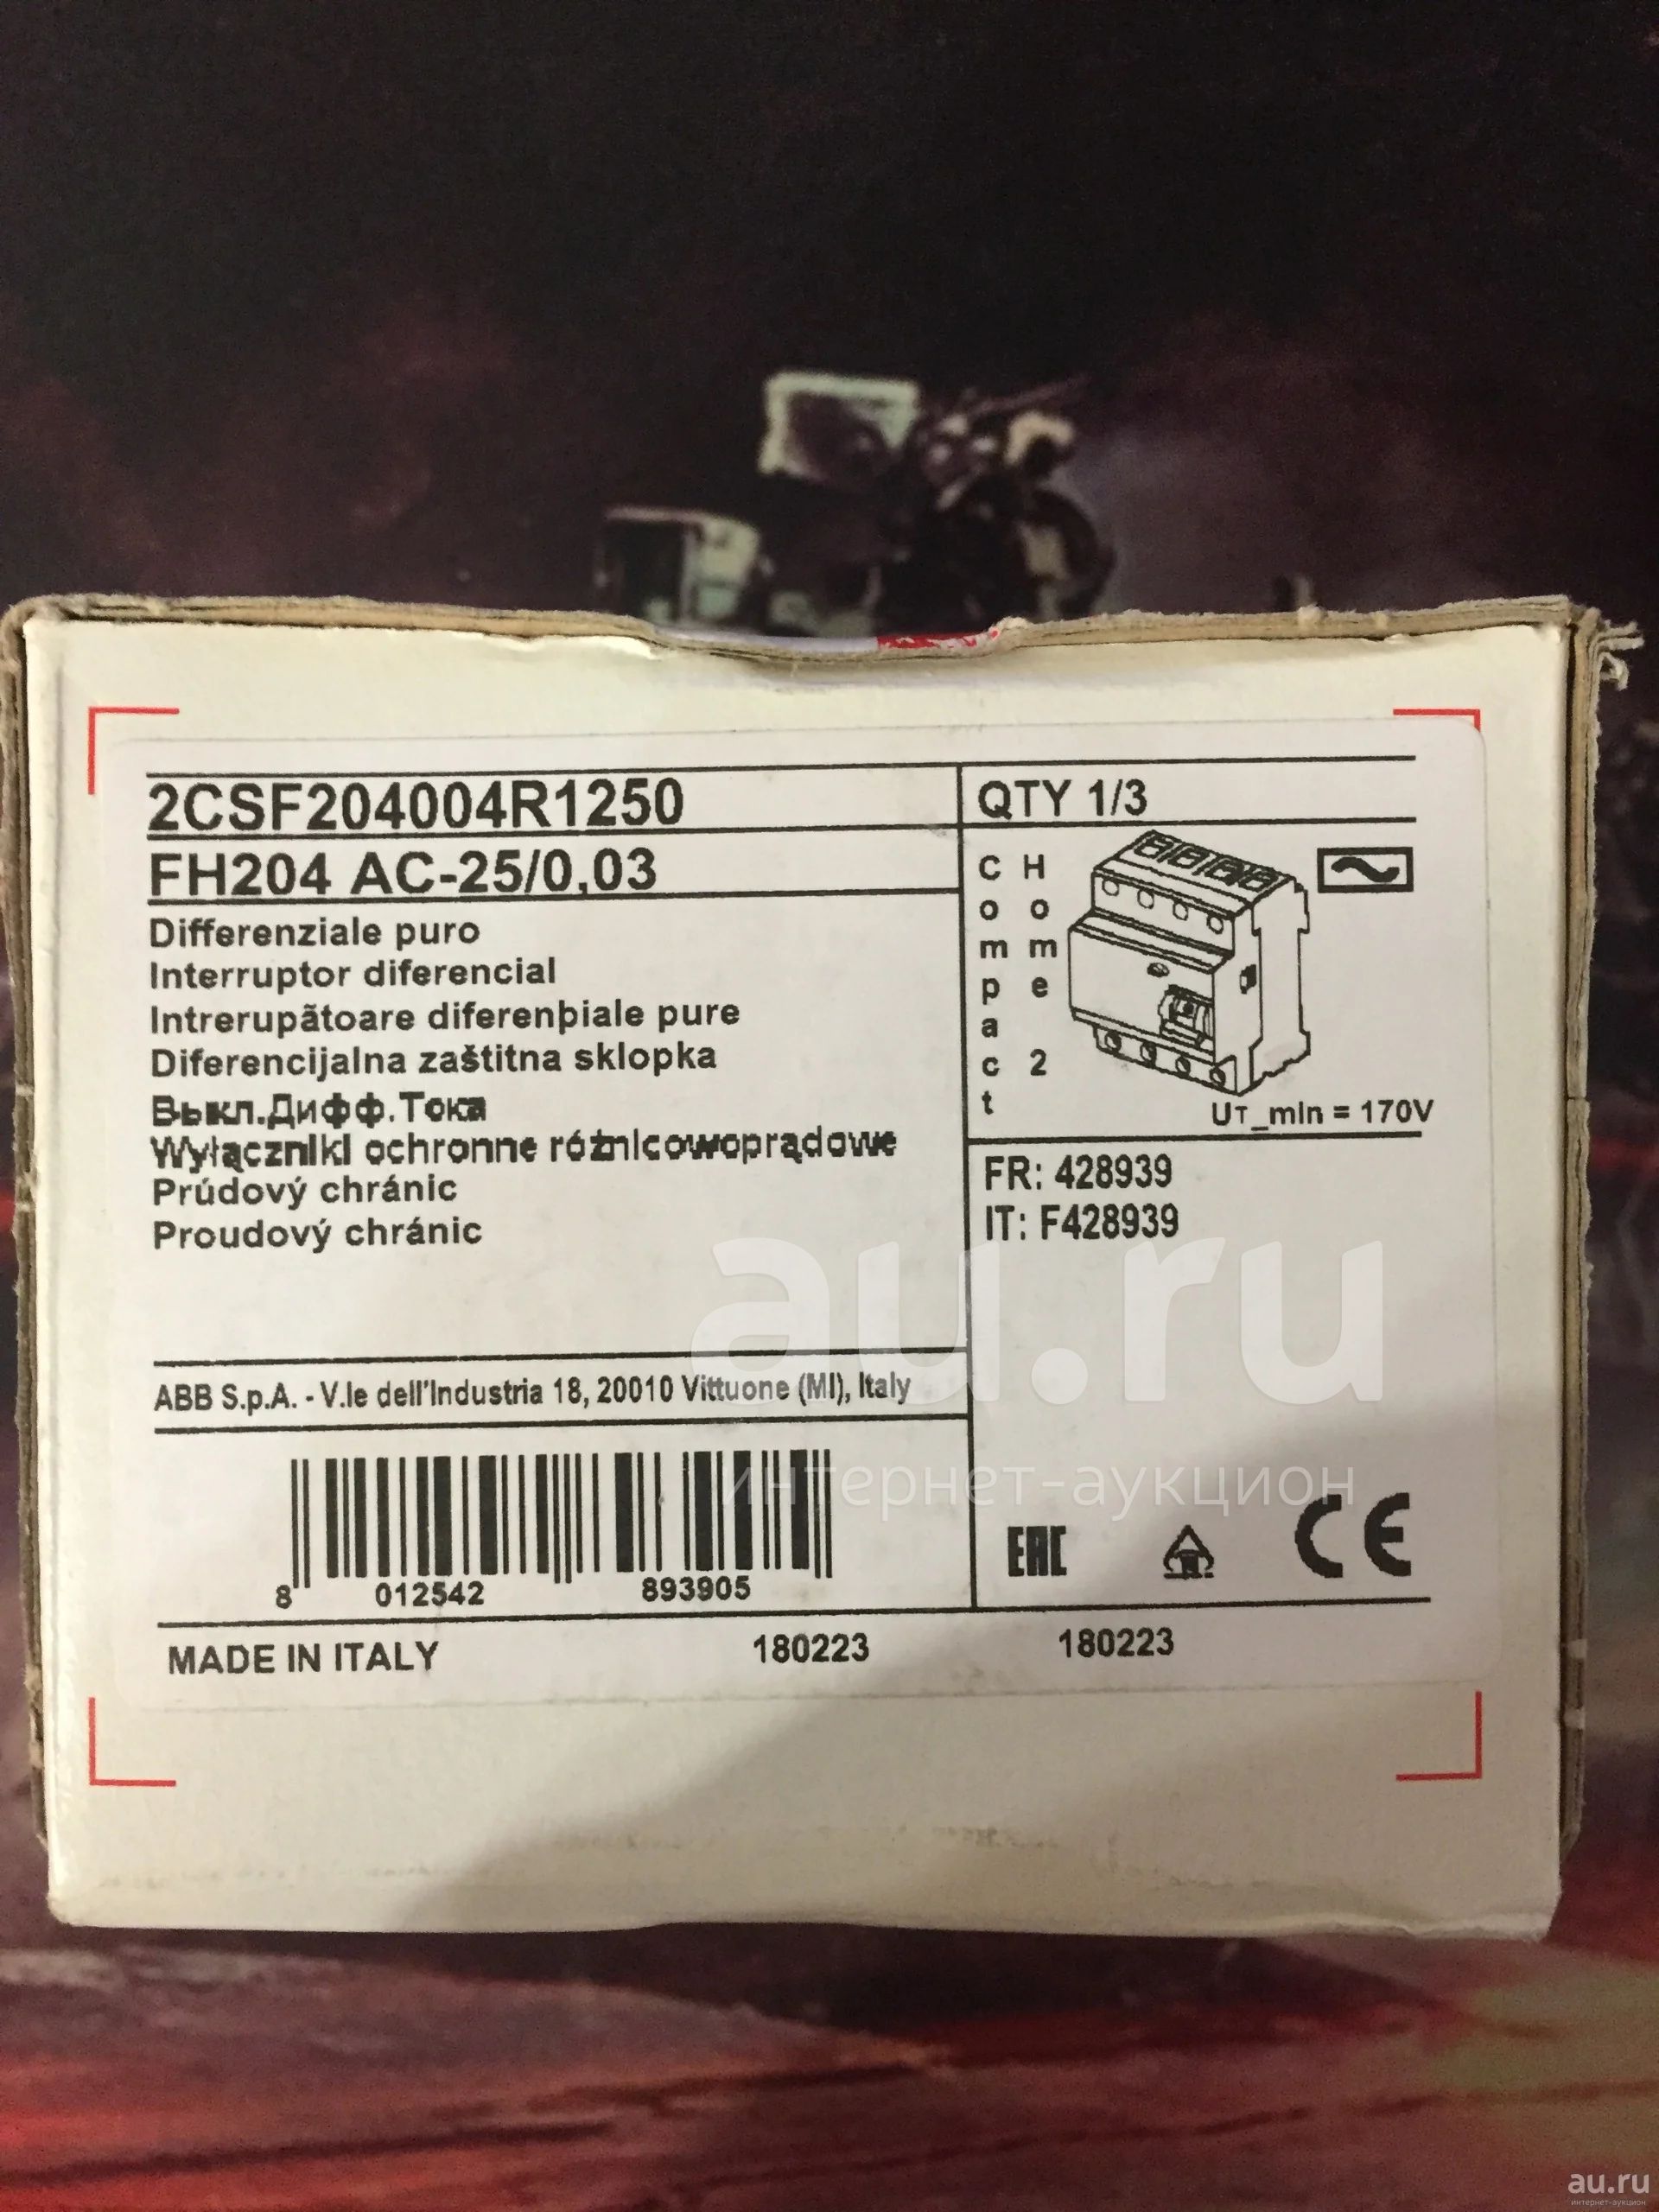 2CSF204004R1250
QTY 1/3
FH204 AC-25/0,03
Differenziale puro
Interruptor diferencial
Intrerupãtoare diferenþiale pure
Diferencijalna zaštitna sklopka
Выкл.Дифф.Тока
Wyłączniki ochronne różnicowoprądowe
Prúdový chránic
Proudový chránic
Compact
Home 2
UT_min = 170V
FR: 428939
IT: F428939
ABB S.p.A. - V.le dell'Industria 18, 20010 Vittuone (MI), Italy
8 012542 893905
EAC
CE
MADE IN ITALY 180223 180223
au.ru
интернет-аукцион
au.ru
интернет-аукцион